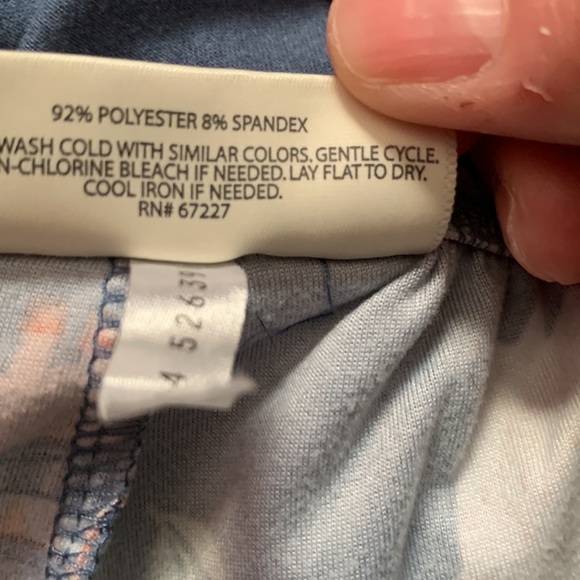 92% POLYESTER 8% SPANDEX
WASH COLD WITH SIMILAR COLORS. GENTLE CYCLE.
N-CHLORINE BLEACH IF NEEDED. LAY FLAT TO DRY.
COOL IRON IF NEEDED.
RN# 67227
4 52639